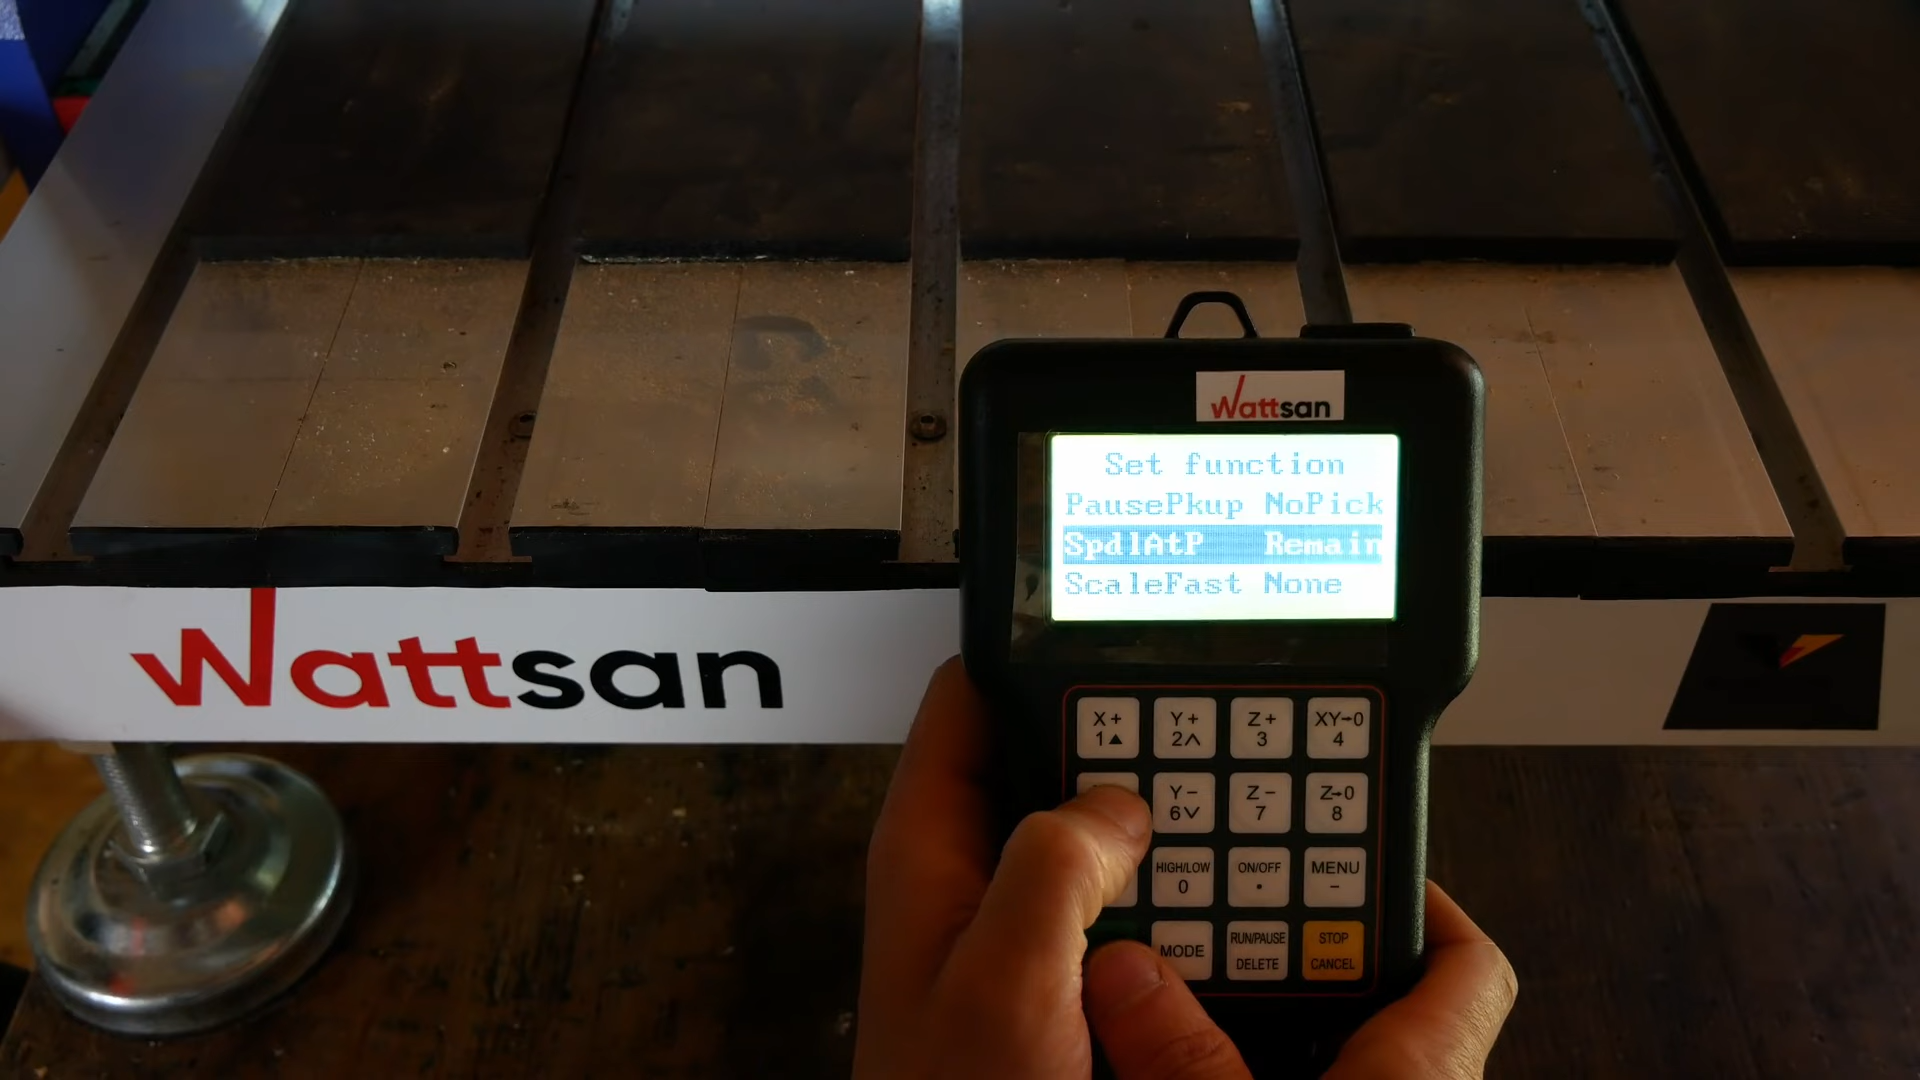 Wattsan
Set function
PausePkup NoPick
SpdlAtP Remain
ScaleFast None
Wattsan
X+ Y+ Z+ XY→0
1▲ 2∧ 3 4
Y- Z- Z→0
6∨ 7 8
HIGH/LOW ON/OFF MENU
0 • −
MODE RUN/PAUSE STOP
DELETE CANCEL